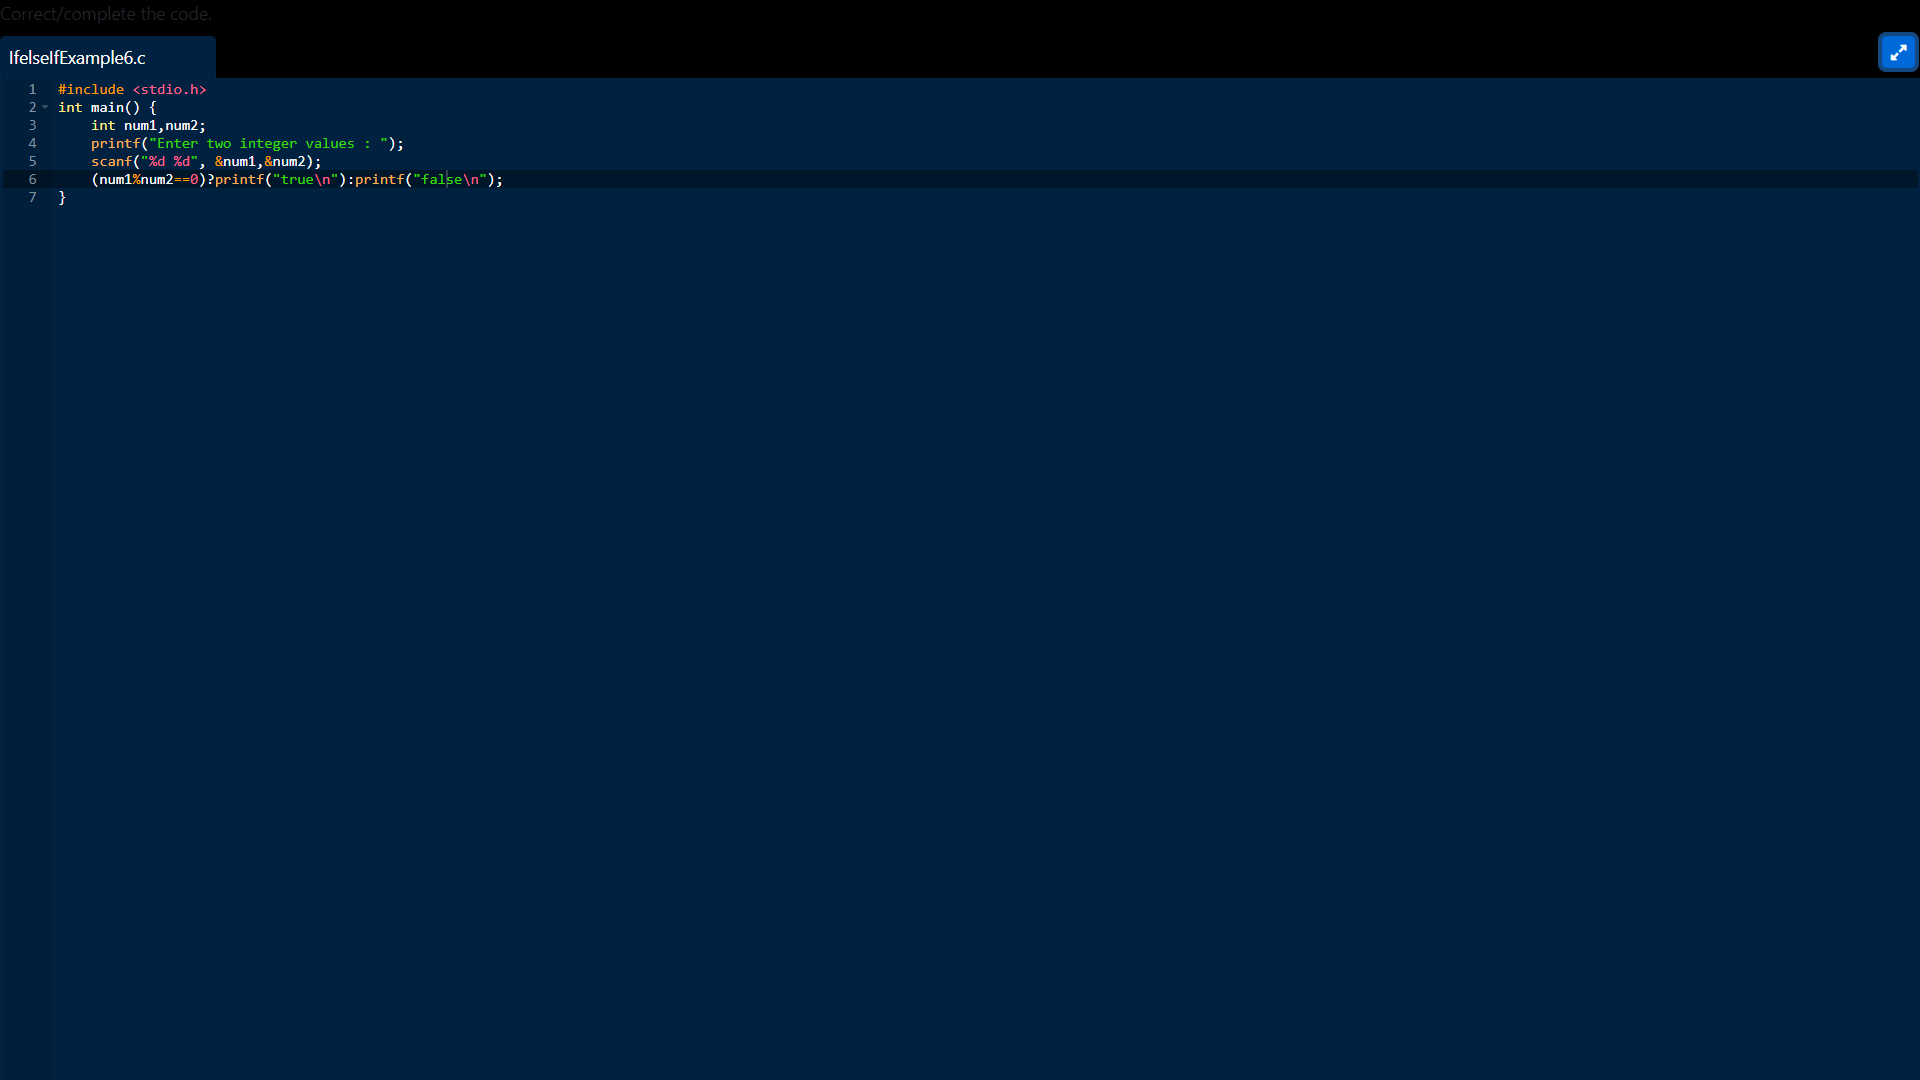 Correct/complete the code.
IfelseIfExample6.c
1 #include <stdio.h>
2 int main() {
3     int num1,num2;
4     printf("Enter two integer values : ");
5     scanf("%d %d", &num1,&num2);
6     (num1%num2==0)?printf("true\n"):printf("false\n");
7 }